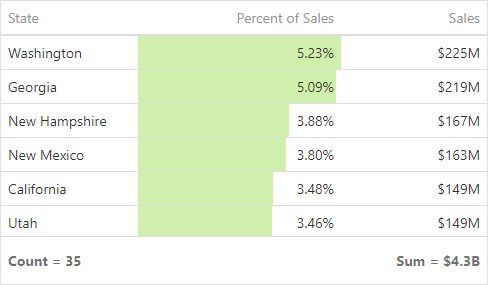 State Percent of Sales Sales
Washington 5.23% $225M
Georgia 5.09% $219M
New Hampshire 3.88% $167M
New Mexico 3.80% $163M
California 3.48% $149M
Utah 3.46% $149M
Count = 35 Sum = $4.3B